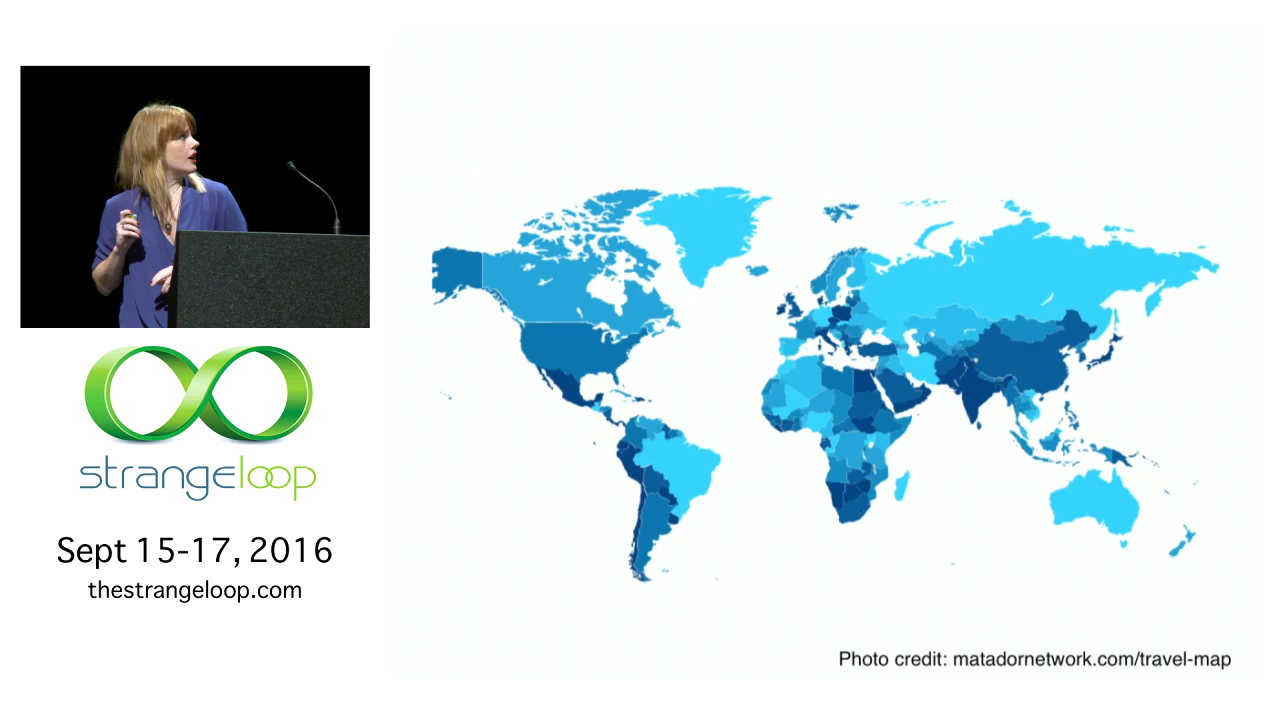 strangeloop
Sept 15-17, 2016
thestrangeloop.com
Photo credit: matadornetwork.com/travel-map